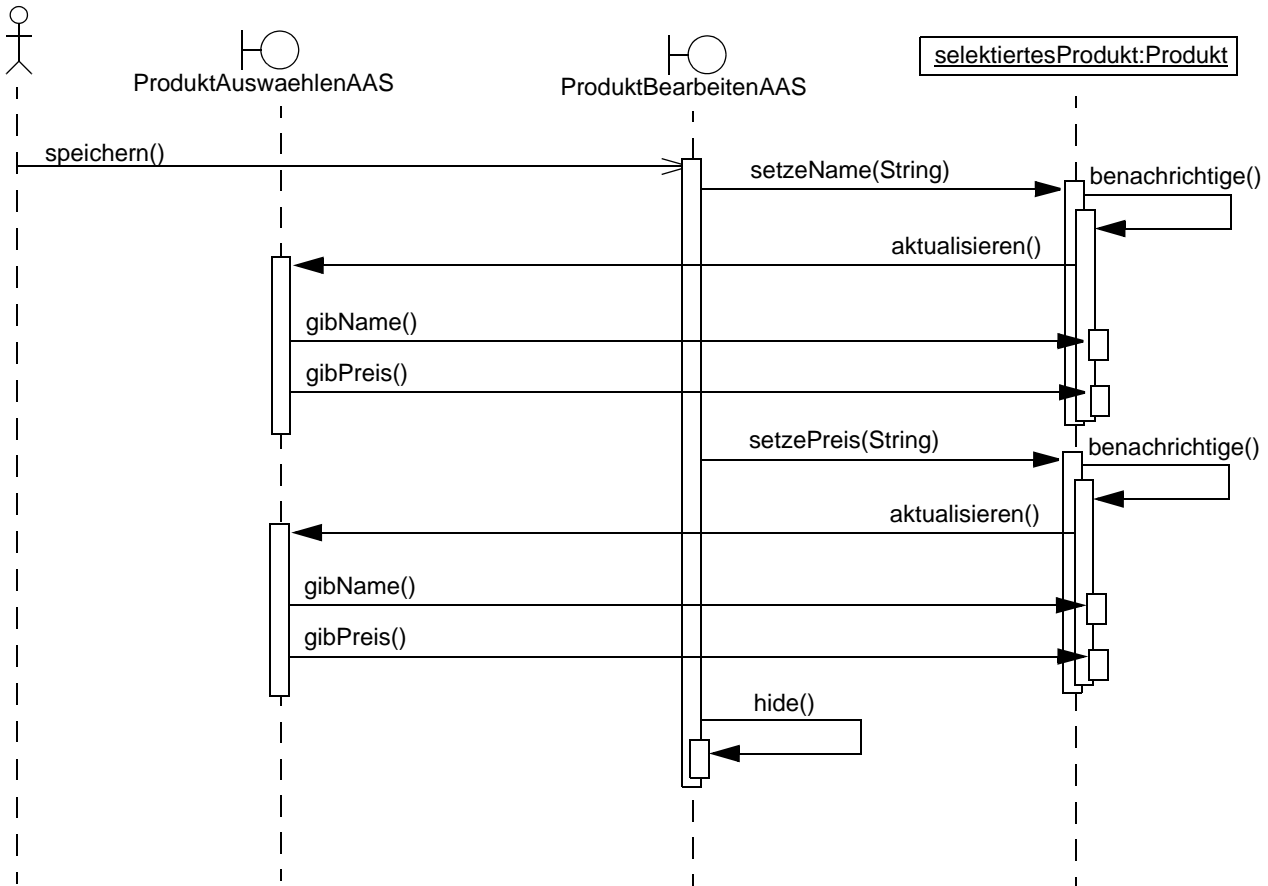 ProduktAuswaehlenAAS
ProduktBearbeitenAAS
selektiertesProdukt:Produkt
speichern()
setzeName(String)
benachrichtige()
aktualisieren()
gibName()
gibPreis()
setzePreis(String)
benachrichtige()
aktualisieren()
gibName()
gibPreis()
hide()